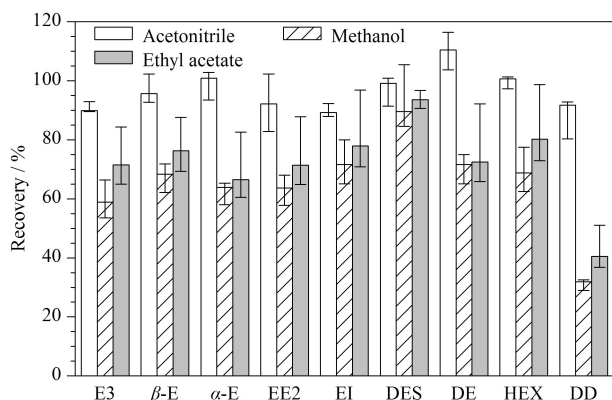 120
Acetonitrile
Methanol
Ethyl acetate
100
80
60
40
20
0
Recovery / %
E3 β-E α-E EE2 EI DES DE HEX DD